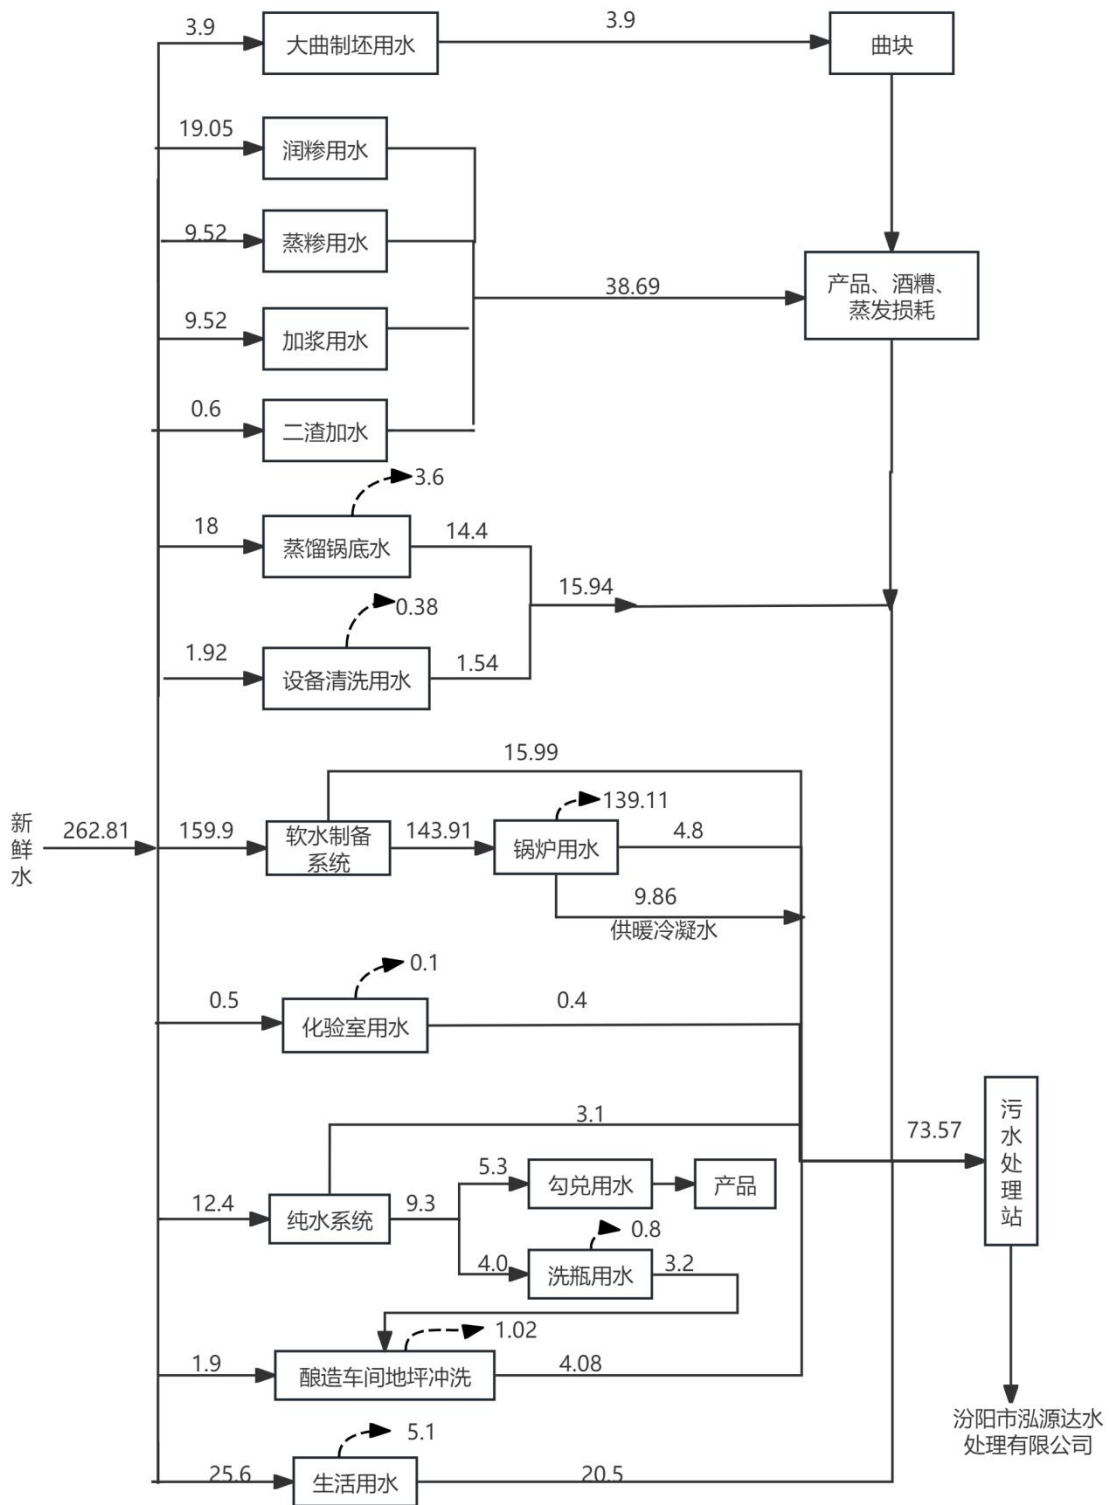 3.9
大曲制坯用水
3.9
曲块
19.05
润糁用水
9.52
蒸糁用水
38.69
产品、酒糟、
蒸发损耗
9.52
加浆用水
0.6
二渣加水
3.6
18
蒸馏锅底水
14.4
15.94
0.38
1.92
设备清洗用水
1.54
15.99
新
鲜
水
262.81
159.9
软水制备
系统
143.91
139.11
锅炉用水
4.8
9.86
供暖冷凝水
0.1
0.5
化验室用水
0.4
3.1
73.57
污
水
处
理
站
12.4
纯水系统
9.3
5.3
勾兑用水
产品
0.8
4.0
洗瓶用水
3.2
1.02
1.9
酿造车间地坪冲洗
4.08
汾阳市泓源达水
处理有限公司
5.1
25.6
生活用水
20.5